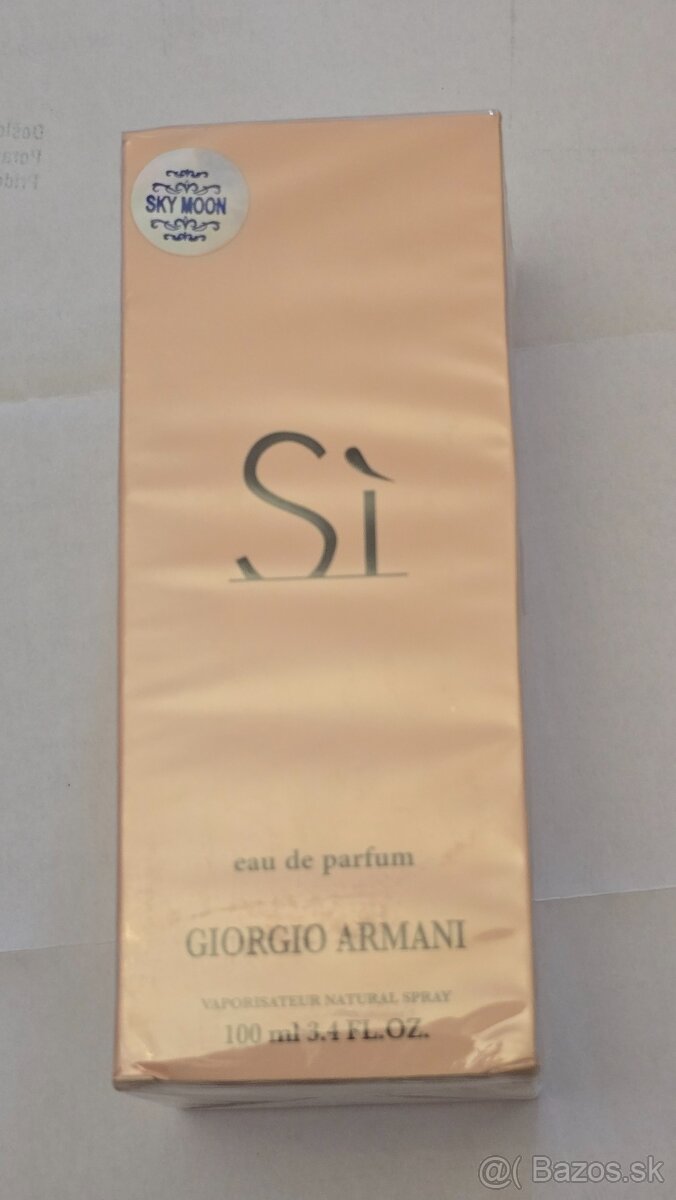 SKY MOON
Sì
eau de parfum
GIORGIO ARMANI
VAPORISATEUR NATURAL SPRAY
100 ml 3.4 FL.OZ.
@( Bazos.sk